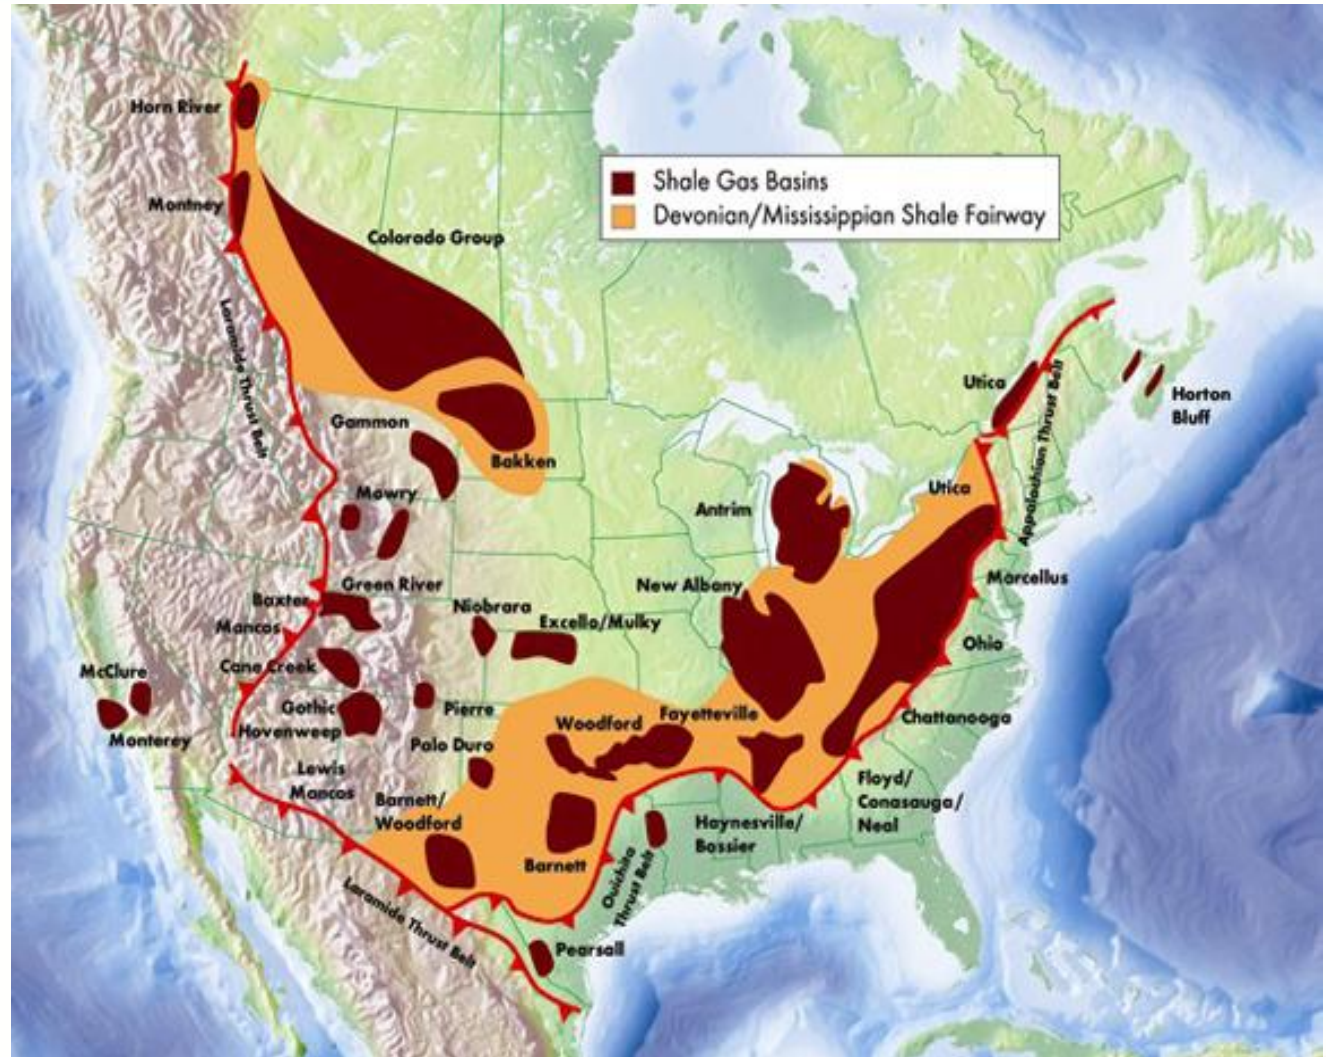 Horn River
Shale Gas Basins
Devonian/Mississippian Shale Fairway
Montney
Colorado Group
Laramide Thrust Belt
Utica
Appalachian Thrust Belt
Horton
Bluff
Gammon
Bakken
Mowry
Antrim
Utica
Green River
New Albany
Marcellus
Baxter
Mancos
Niobrara
Excello/Mulky
Ohio
McClure
Cane Creek
Gothic
Hovenweep
Pierre
Woodford
Fayetteville
Chattanooga
Monterey
Palo Duro
Lewis
Mancos
Barnett/
Woodford
Floyd/
Conasauga/
Neal
Haynesville/
Bossier
Barnett
Ouichita
Thrust Belt
Laramide Thrust Belt
Pearsall